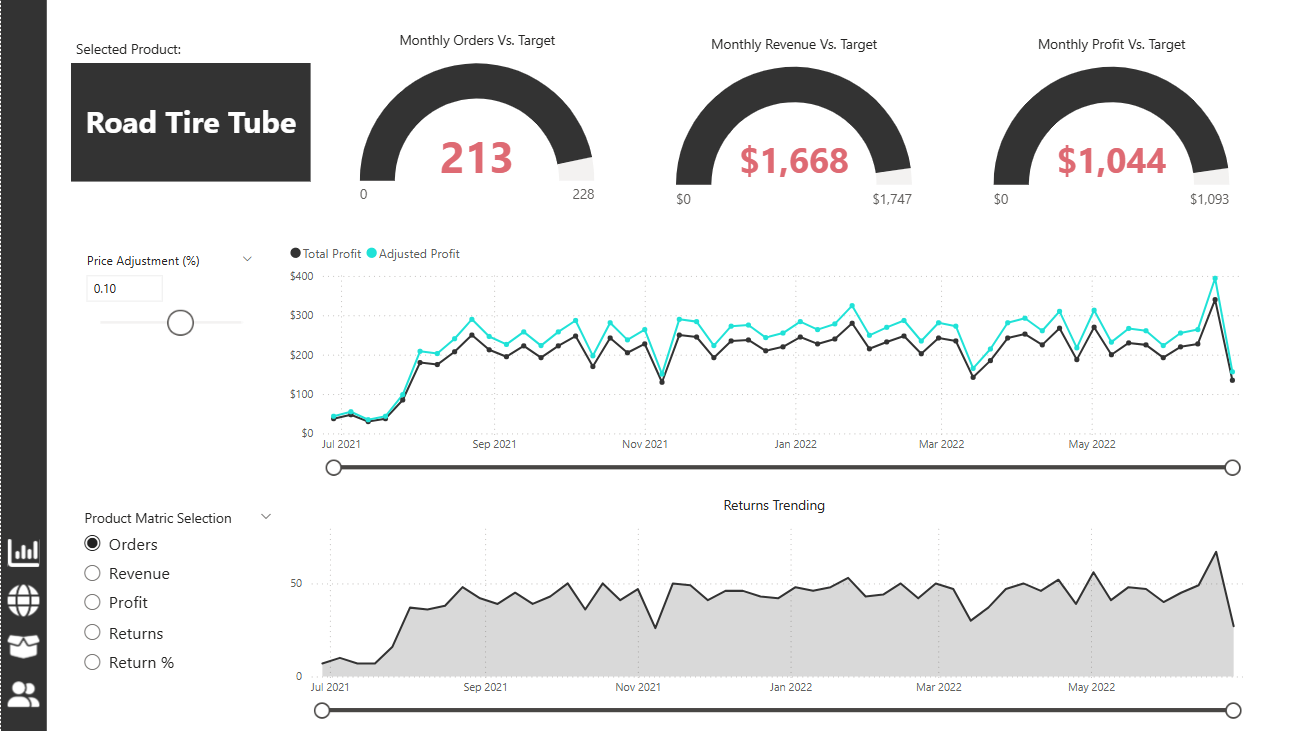 Selected Product:
Road Tire Tube
Monthly Orders Vs. Target
213
0
228
Monthly Revenue Vs. Target
$1,668
$0
$1,747
Monthly Profit Vs. Target
$1,044
$0
$1,093
Price Adjustment (%)
0.10
Total Profit Adjusted Profit
$400
$300
$200
$100
$0
Jul 2021 Sep 2021 Nov 2021 Jan 2022 Mar 2022 May 2022
Product Matric Selection
Orders
Revenue
Profit
Returns
Return %
Returns Trending
50
0
Jul 2021 Sep 2021 Nov 2021 Jan 2022 Mar 2022 May 2022